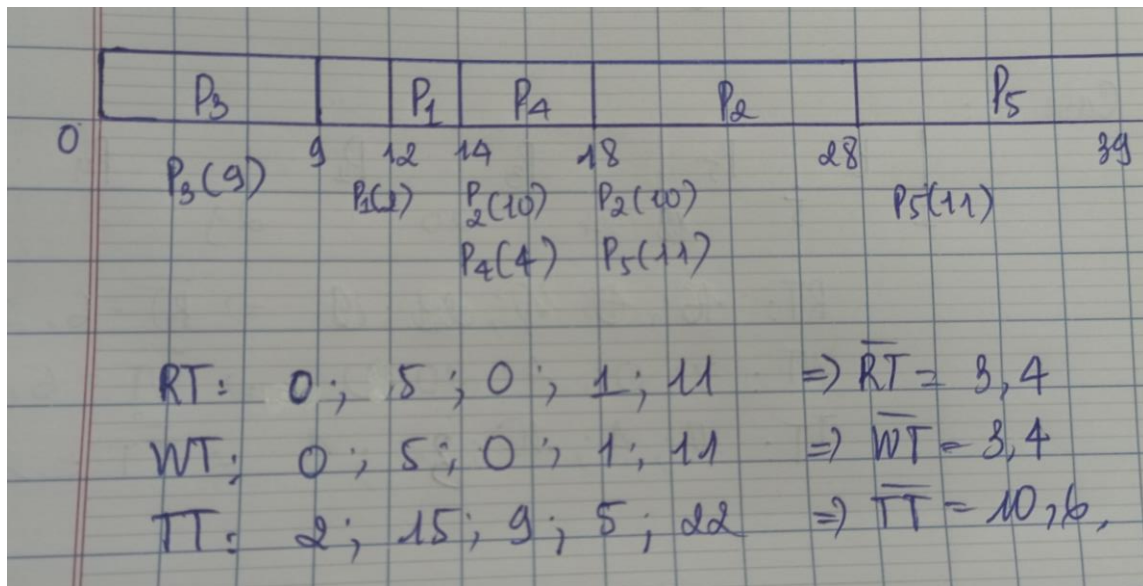 P3 P1 P4 P2 P5
0 9 12 14 18 28 39
P3(9) P1(2) P2(10) P2(10) P5(11)
P4(4) P5(11)
RT: 0; 5; 0; 1; 11 => RT = 3,4
WT: 0; 5; 0; 1; 11 => WT = 3,4
TT: 2; 15; 9; 5; 22 => TT = 10,6,